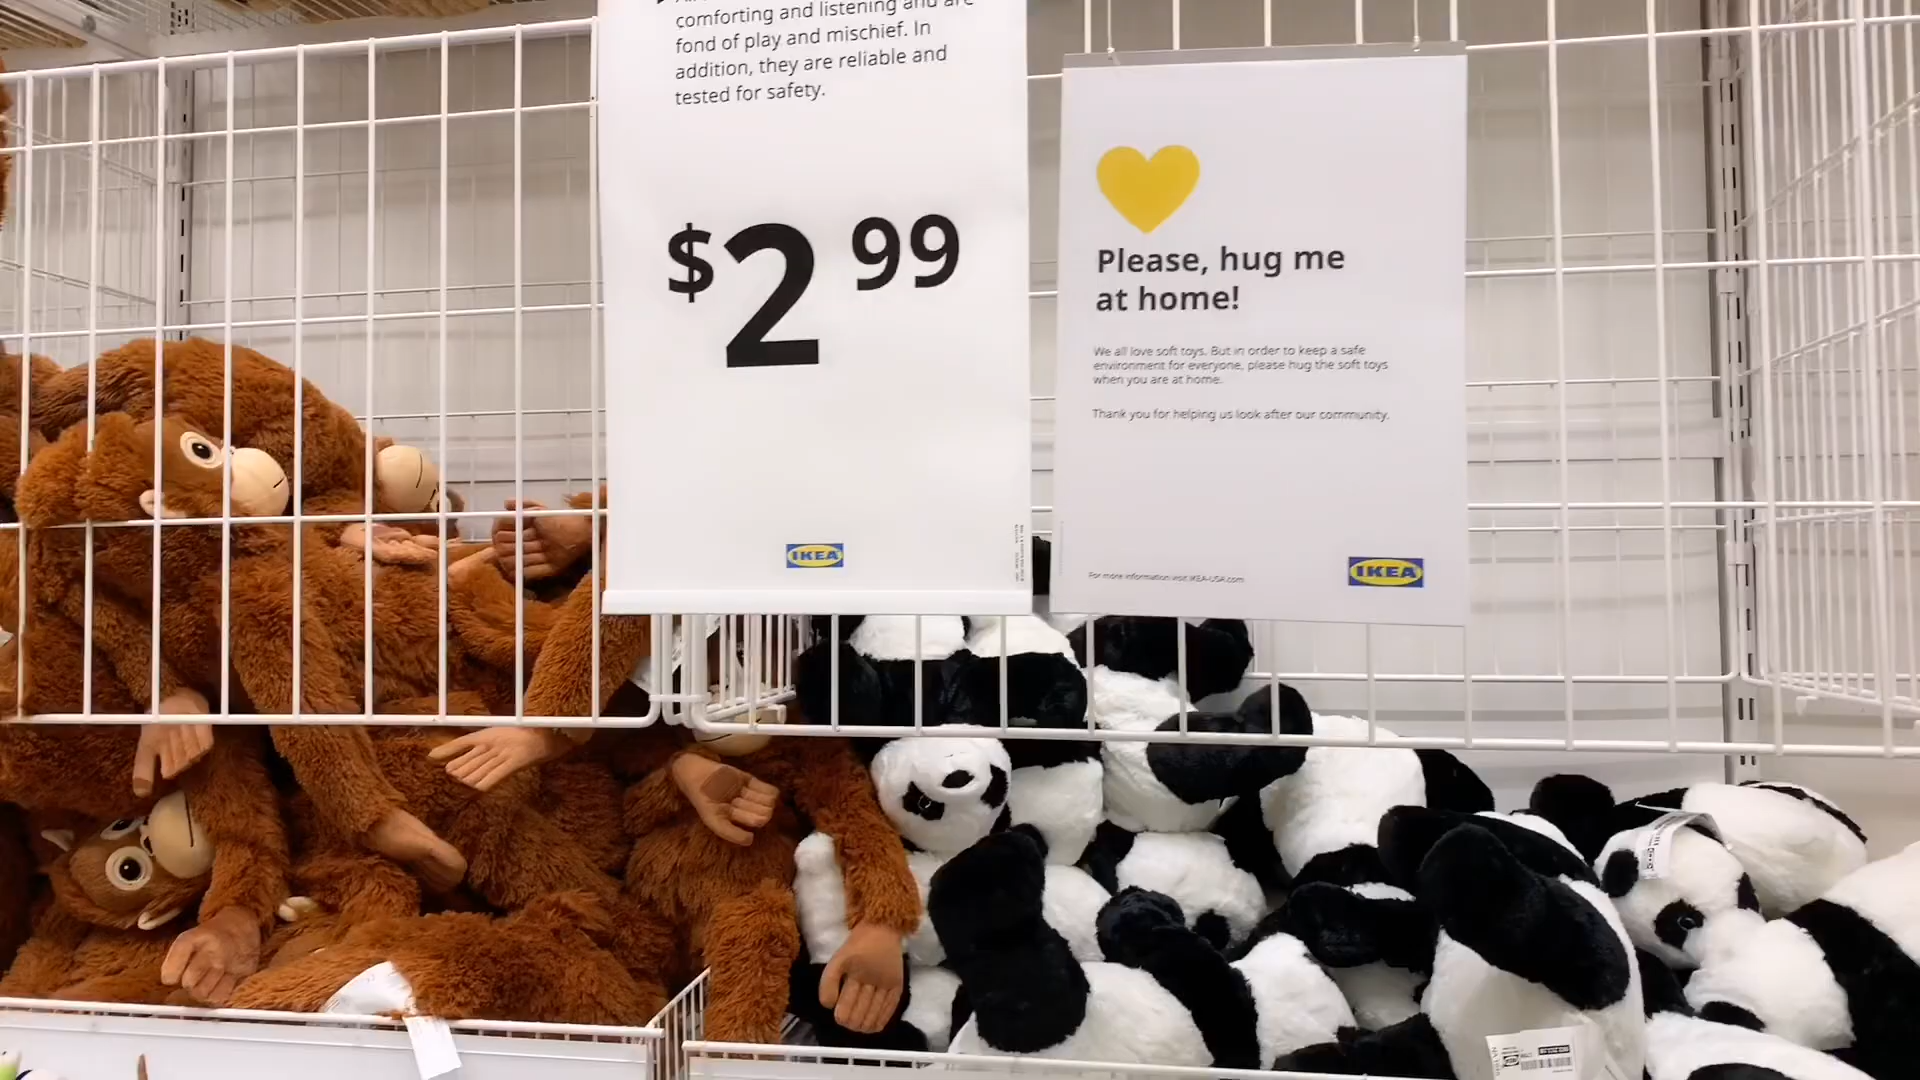 comforting and listening and are
fond of play and mischief. In
addition, they are reliable and
tested for safety.
$2 99
IKEA
Please, hug me
at home!
We all love soft toys. But in order to keep a safe
environment for everyone, please hug the soft toys
when you are at home.
Thank you for helping us look after our community.
For more information visit IKEA-USA.com
IKEA